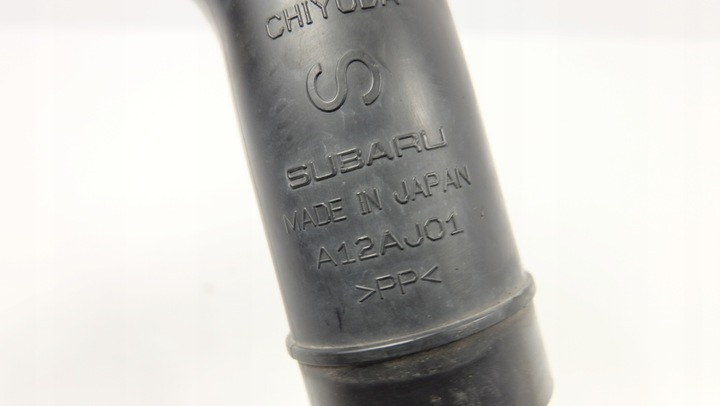 CHIYODA
S
SUBARU
MADE IN JAPAN
A12AJ01
>PP<